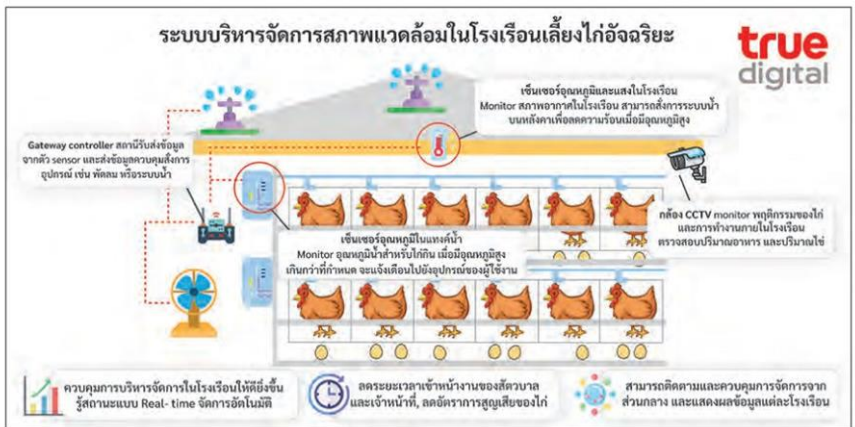 ระบบบริหารจัดการสภาพแวดล้อมในโรงเรือนเลี้ยงไก่อัจฉริยะ
true
digital
เซ็นเซอร์อุณหภูมิและแสงในโรงเรือน
Monitor สภาพอากาศในโรงเรือน สามารถสั่งการระบบน้ำ
บนหลังคาเพื่อลดความร้อนเมื่อมีอุณหภูมิสูง
Gateway controller สถานีรับส่งข้อมูล
จากตัว sensor และส่งข้อมูลควบคุมสั่งการ
อุปกรณ์ เช่น พัดลม หรือระบบน้ำ
กล้อง CCTV monitor พฤติกรรมของไก่
และการทำงานภายในโรงเรือน
ตรวจสอบปริมาณอาหาร และปริมาณไข่
เซ็นเซอร์อุณหภูมิในแทงค์น้ำ
Monitor อุณหภูมิน้ำสำหรับไก่กิน เมื่อมีอุณหภูมิสูง
เกินกว่าที่กำหนด จะแจ้งเตือนไปยังอุปกรณ์ของผู้ใช้งาน
ควบคุมการบริหารจัดการในโรงเรือนให้ดียิ่งขึ้น
รู้สถานะแบบ Real- time จัดการอัตโนมัติ
ลดระยะเวลาเข้าหน้างานของสัตวบาล
และเจ้าหน้าที่, ลดอัตราการสูญเสียของไก่
สามารถติดตามและควบคุมการจัดการจาก
ส่วนกลาง และแสดงผลข้อมูลแต่ละโรงเรือน